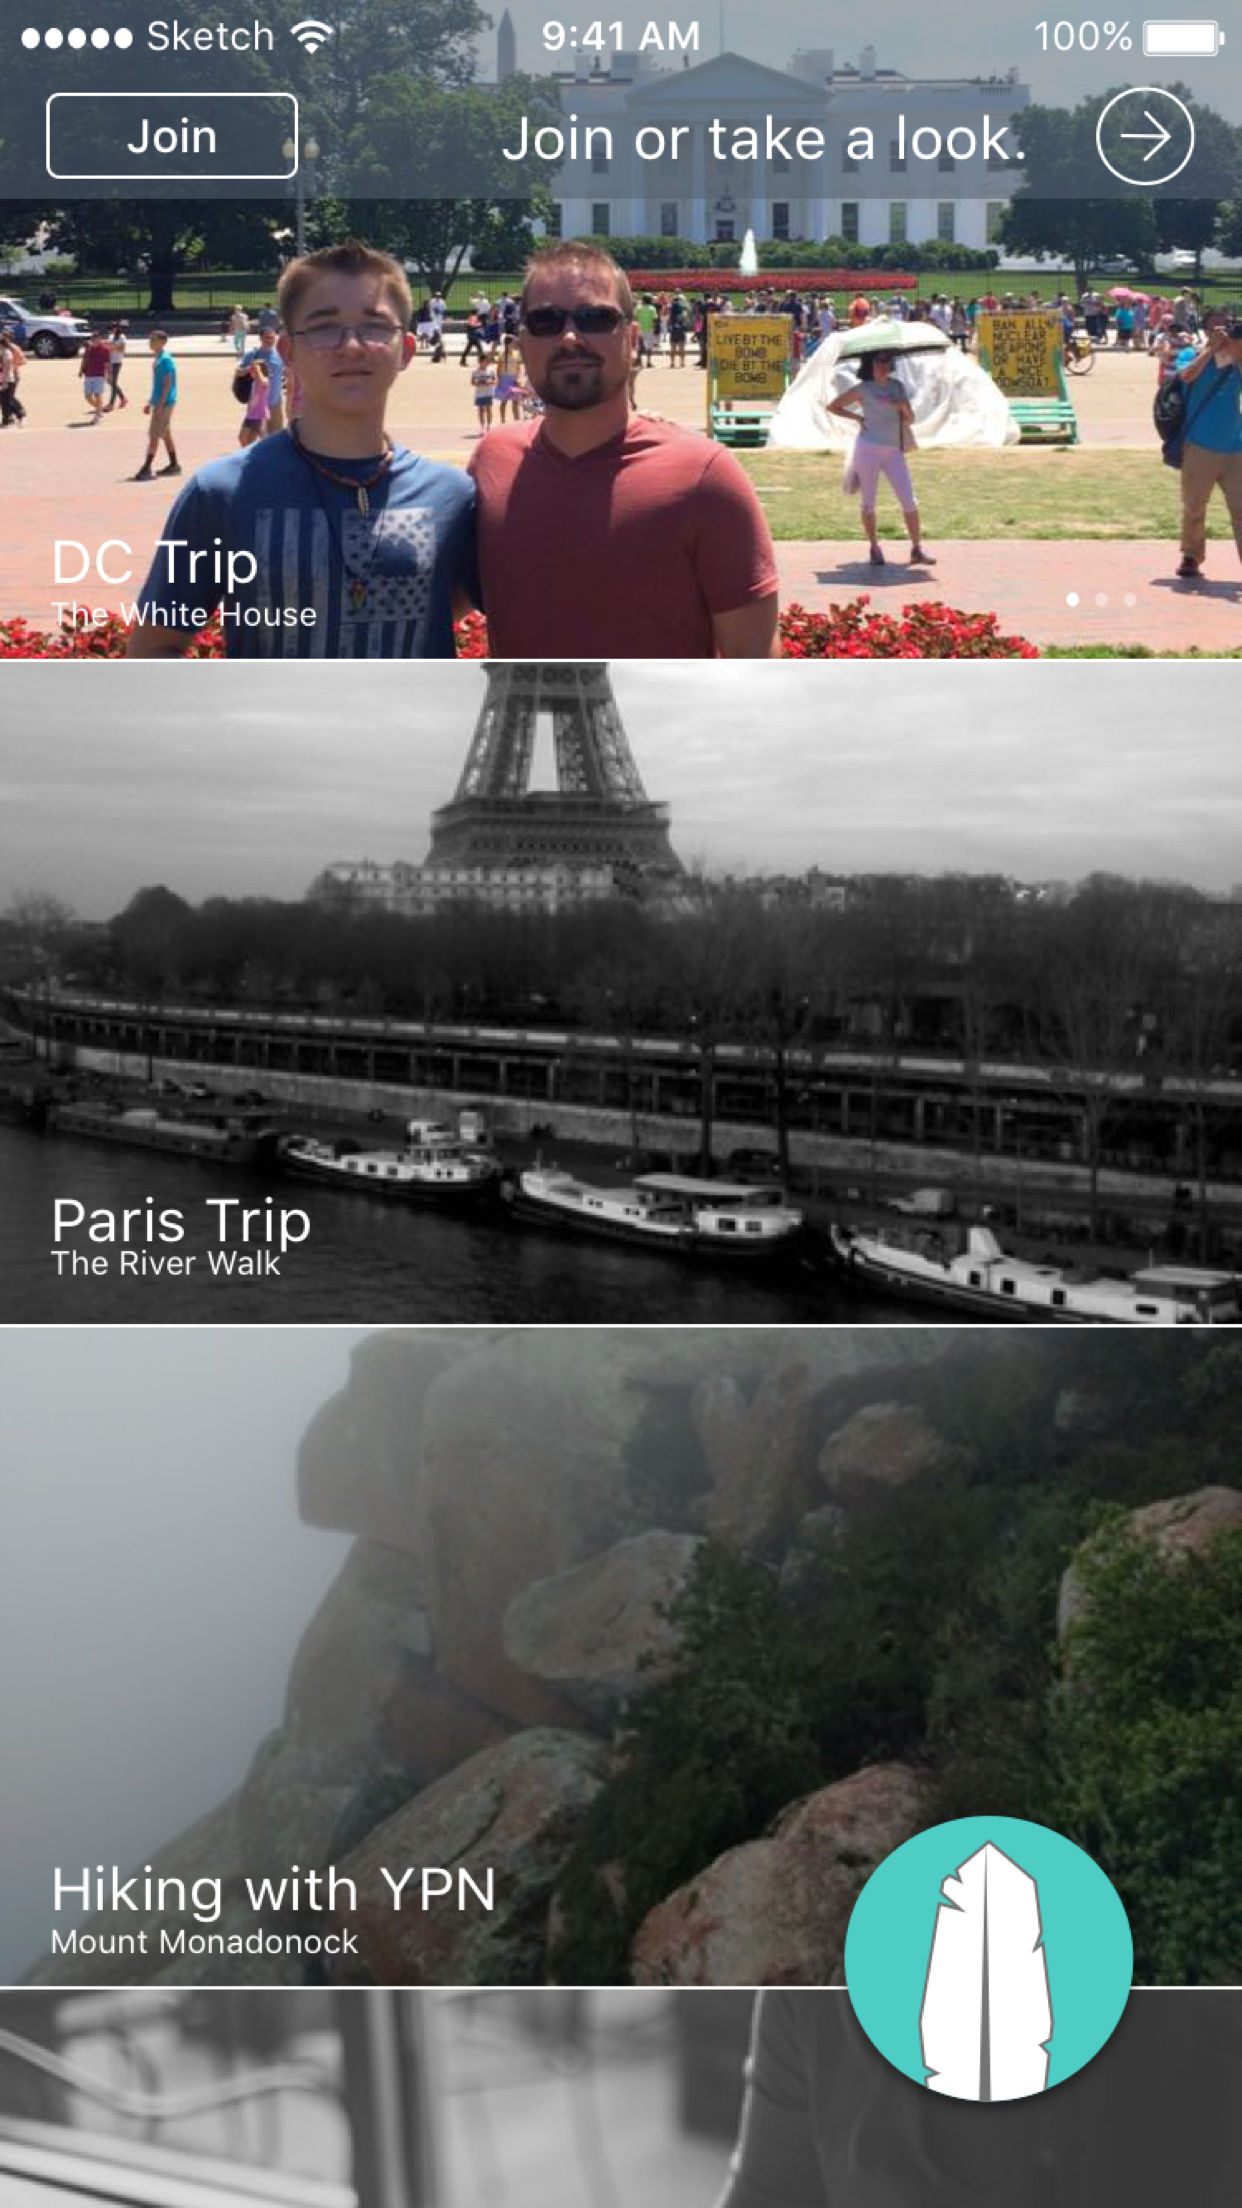 Sketch 9:41 AM 100%
Join Join or take a look.
LIVE BY THE
BOMB
DIE BY THE
BOMB
BAN ALL
NUCLEAR
WEAPONS
OR HAVE
A NICE
DOOMSDAY
DC Trip
The White House
Paris Trip
The River Walk
Hiking with YPN
Mount Monadonock